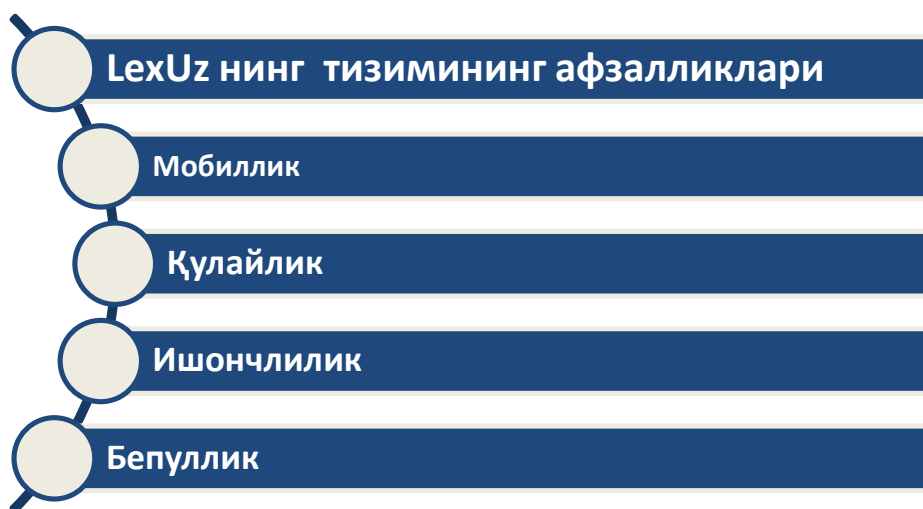 LexUz нинг тизимининг афзалликлари
Мобиллик
Қулайлик
Ишончлилик
Бепуллик